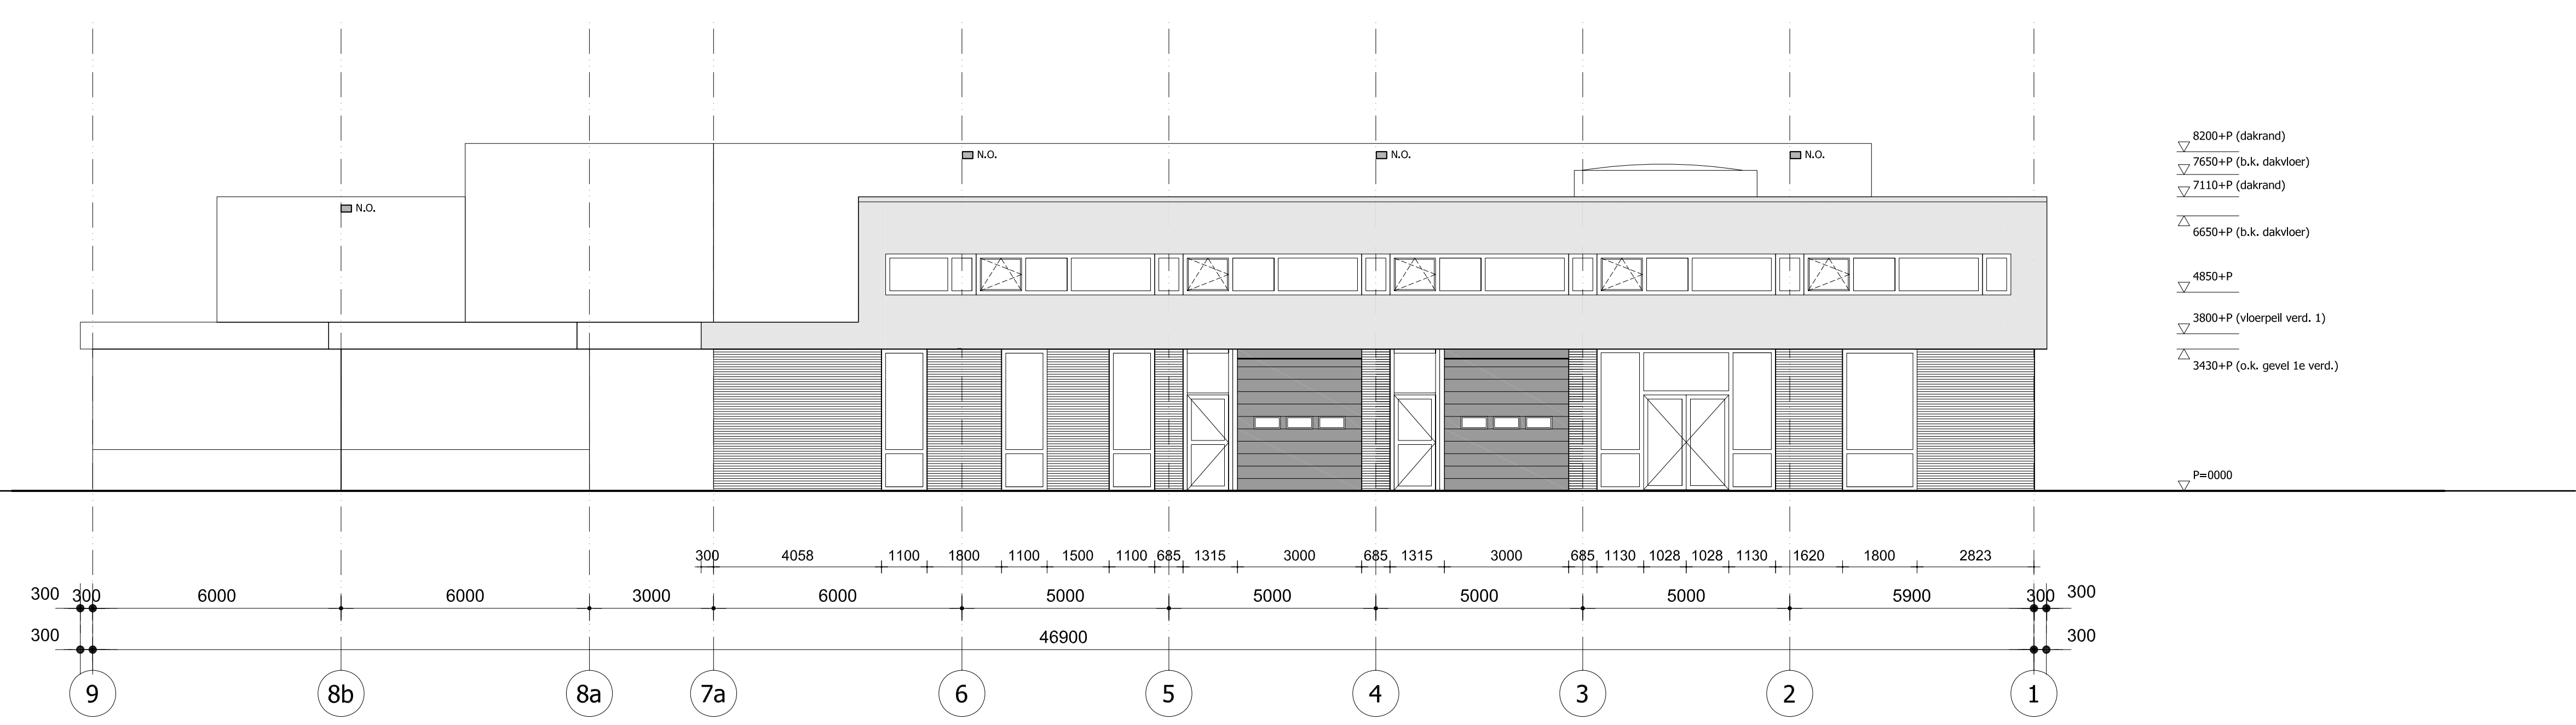 8200+P (dakrand)
N.O. N.O. N.O.
7650+P (b.k. dakvloer)
7110+P (dakrand)
N.O.
6650+P (b.k. dakvloer)
4850+P
3800+P (vloerpeil verd. 1)
3430+P (o.k. gevel 1e verd.)
P=0000
300 4058 1100 1800 1100 1500 1100 685 1315 3000 685 1315 3000 685 1130 1028 1028 1130 1620 1800 2823
300 300 6000 6000 3000 6000 5000 5000 5000 5000 5900 300 300
300 46900 300
9 8b 8a 7a 6 5 4 3 2 1